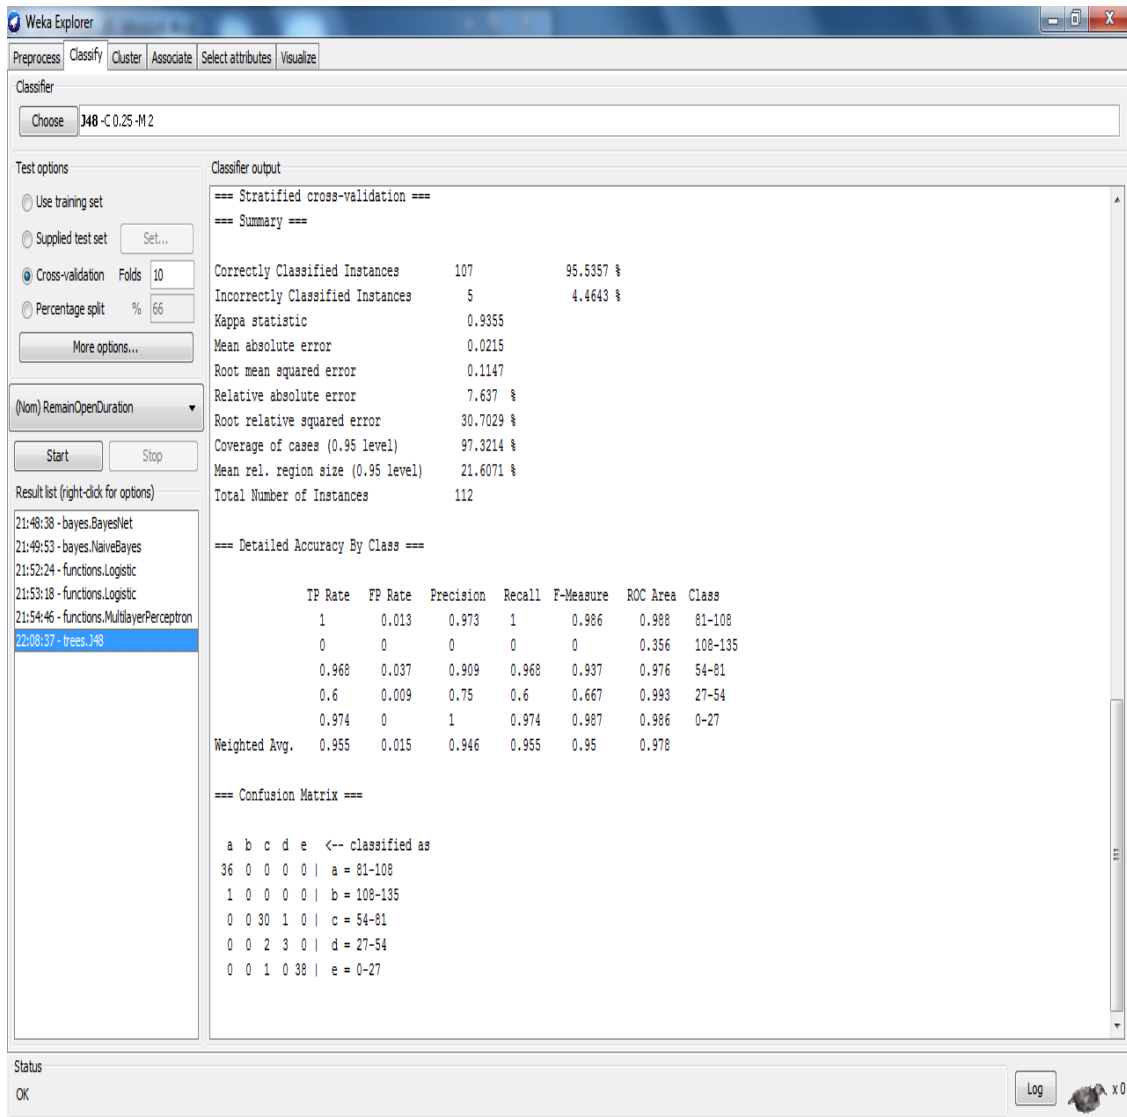 Weka Explorer
Preprocess Classify Cluster Associate Select attributes Visualize
Classifier
Choose J48 -C 0.25 -M 2
Test options
Use training set
Supplied test set Set...
Cross-validation Folds 10
Percentage split % 66
More options...
(Nom) RemainOpenDuration
Start Stop
Result list (right-click for options)
21:48:38 - bayes.BayesNet
21:49:53 - bayes.NaiveBayes
21:52:24 - functions.Logistic
21:53:18 - functions.Logistic
21:54:46 - functions.MultilayerPerceptron
22:08:37 - trees.J48
Classifier output
=== Stratified cross-validation ===
=== Summary ===
Correctly Classified Instances 107 95.5357 %
Incorrectly Classified Instances 5 4.4643 %
Kappa statistic 0.9355
Mean absolute error 0.0215
Root mean squared error 0.1147
Relative absolute error 7.637 %
Root relative squared error 30.7029 %
Coverage of cases (0.95 level) 97.3214 %
Mean rel. region size (0.95 level) 21.6071 %
Total Number of Instances 112
=== Detailed Accuracy By Class ===
TP Rate FP Rate Precision Recall F-Measure ROC Area Class
1 0.013 0.973 1 0.986 0.988 81-108
0 0 0 0 0 0.356 108-135
0.968 0.037 0.909 0.968 0.937 0.976 54-81
0.6 0.009 0.75 0.6 0.667 0.993 27-54
0.974 0 1 0.974 0.987 0.986 0-27
Weighted Avg. 0.955 0.015 0.946 0.955 0.95 0.978
=== Confusion Matrix ===
a b c d e <-- classified as
36 0 0 0 0 | a = 81-108
1 0 0 0 0 | b = 108-135
0 0 30 1 0 | c = 54-81
0 0 2 3 0 | d = 27-54
0 0 1 0 38 | e = 0-27
Status
OK
Log x 0